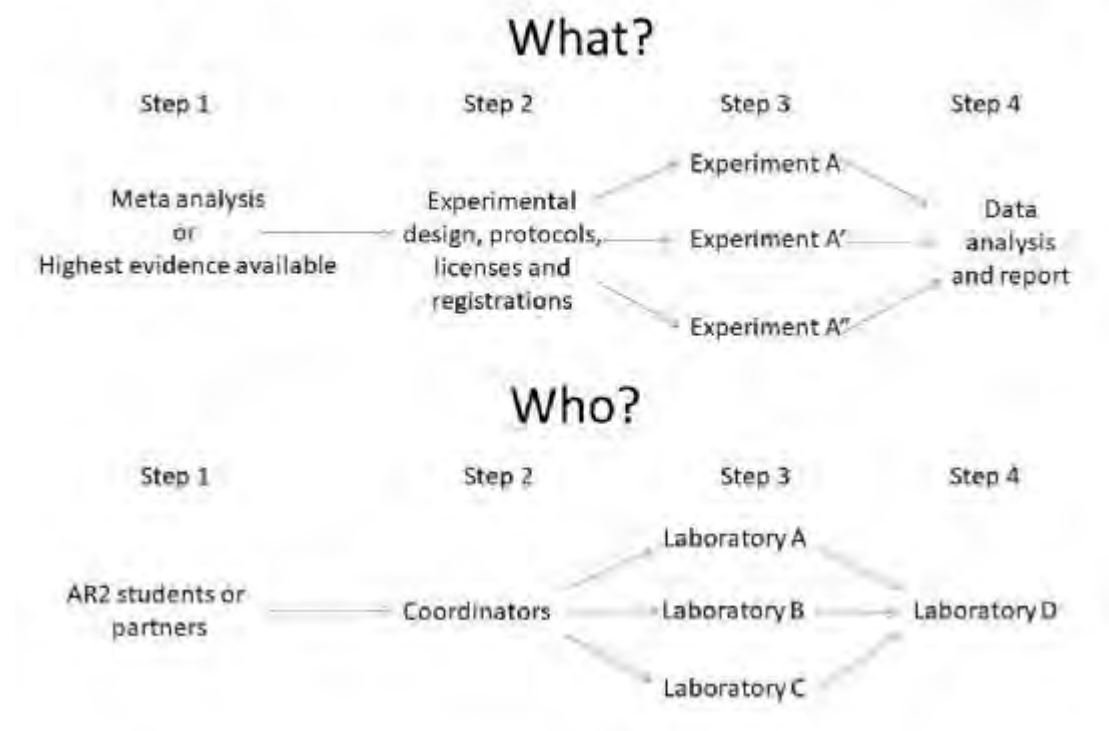 What?
Step 1
Step 2
Step 3
Step 4
Meta analysis
or
Highest evidence available
Experimental
design, protocols,
licenses and
registrations
Experiment A
Experiment A’
Experiment A”
Data
analysis
and report
Who?
Step 1
Step 2
Step 3
Step 4
AR2 students or
partners
Coordinators
Laboratory A
Laboratory B
Laboratory C
Laboratory D